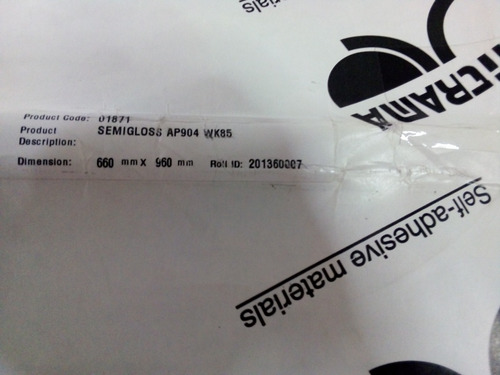 Product Code: 01871
Product Description: SEMIGLOSS AP904 WK85
Dimension: 660 mm x 960 mm Roll ID: 201360007
Self-adhesive materials
materials